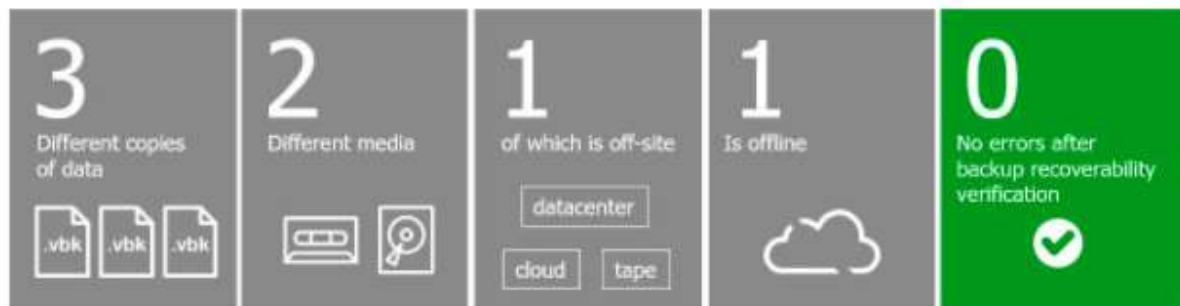 3
Different copies
of data
.vbk .vbk .vbk
2
Different media
1
of which is off-site
datacenter
cloud tape
1
Is offline
0
No errors after
backup recoverability
verification